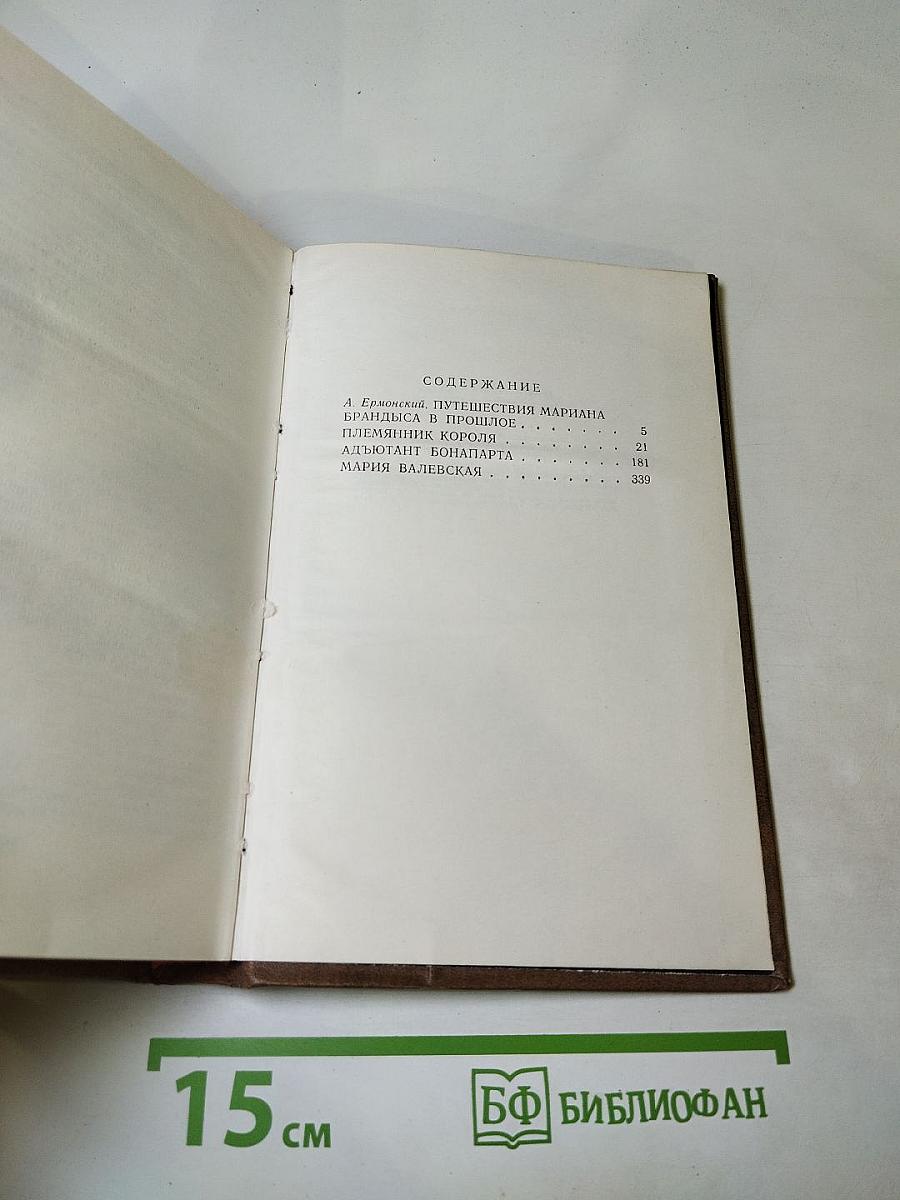 СОДЕРЖАНИЕ
А. Ермонский. ПУТЕШЕСТВИЯ МАРИАНА
БРАНДЫСА В ПРОШЛОЕ . . . . . . . 5
ПЛЕМЯННИК КОРОЛЯ . . . . . . . . 21
АДЪЮТАНТ БОНАПАРТА . . . . . . . 181
МАРИЯ ВАЛЕВСКАЯ . . . . . . . . . 339
15 см
БФ БИБЛИОФАН